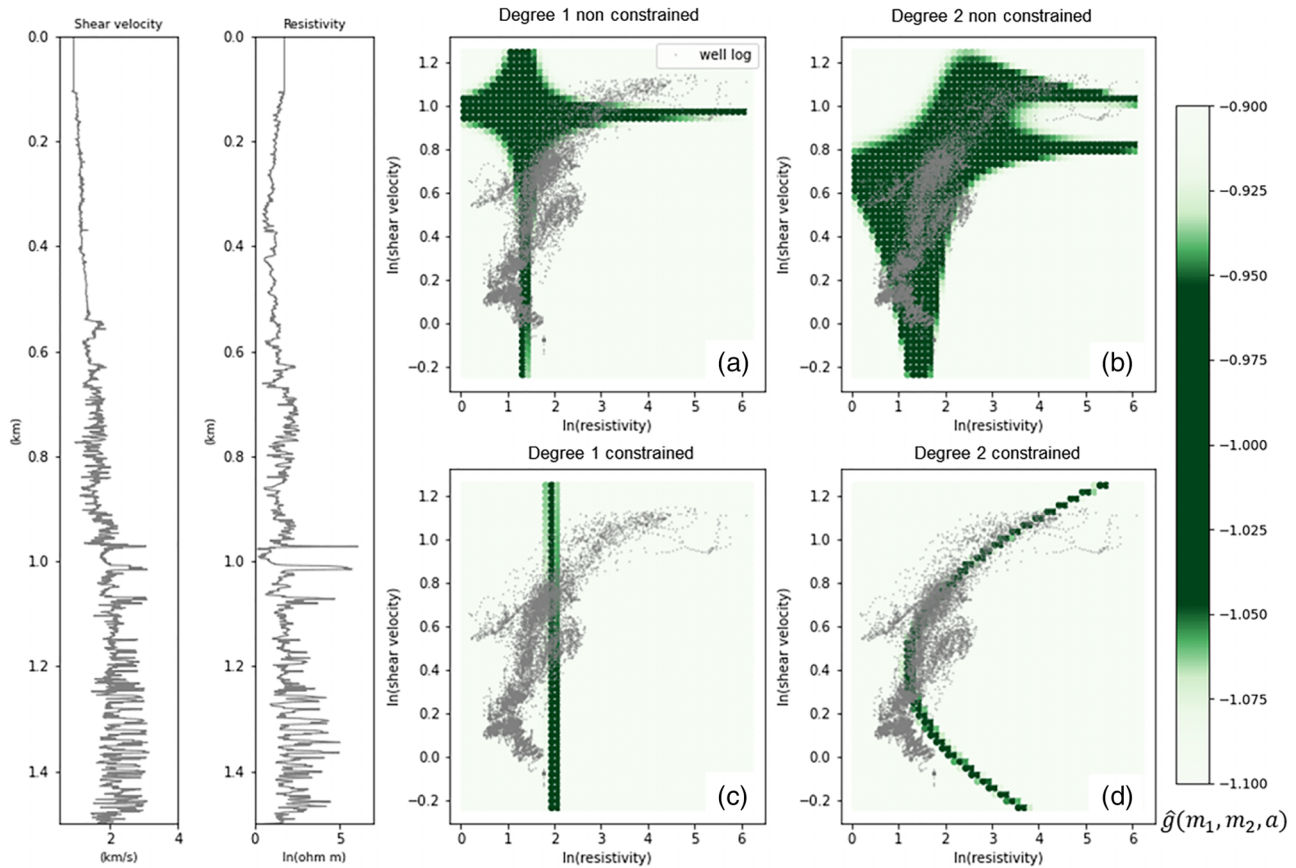 Shear velocity
0.0
0.2
0.4
0.6
0.8
1.0
1.2
1.4
(km)
2
4
(km/s)
Resistivity
0.0
0.2
0.4
0.6
0.8
1.0
1.2
1.4
(km)
0
5
ln(ohm m)
Degree 1 non constrained
well log
1.2
1.0
0.8
0.6
0.4
0.2
0.0
−0.2
ln(shear velocity)
(a)
0 1 2 3 4 5 6
ln(resistivity)
Degree 2 non constrained
1.2
1.0
0.8
0.6
0.4
0.2
0.0
−0.2
ln(shear velocity)
(b)
0 1 2 3 4 5 6
ln(resistivity)
Degree 1 constrained
1.2
1.0
0.8
0.6
0.4
0.2
0.0
−0.2
ln(shear velocity)
(c)
0 1 2 3 4 5 6
ln(resistivity)
Degree 2 constrained
1.2
1.0
0.8
0.6
0.4
0.2
0.0
−0.2
ln(shear velocity)
(d)
0 1 2 3 4 5 6
ln(resistivity)
−0.900
−0.925
−0.950
−0.975
−1.000
−1.025
−1.050
−1.075
−1.100
ĝ(m₁, m₂, a)